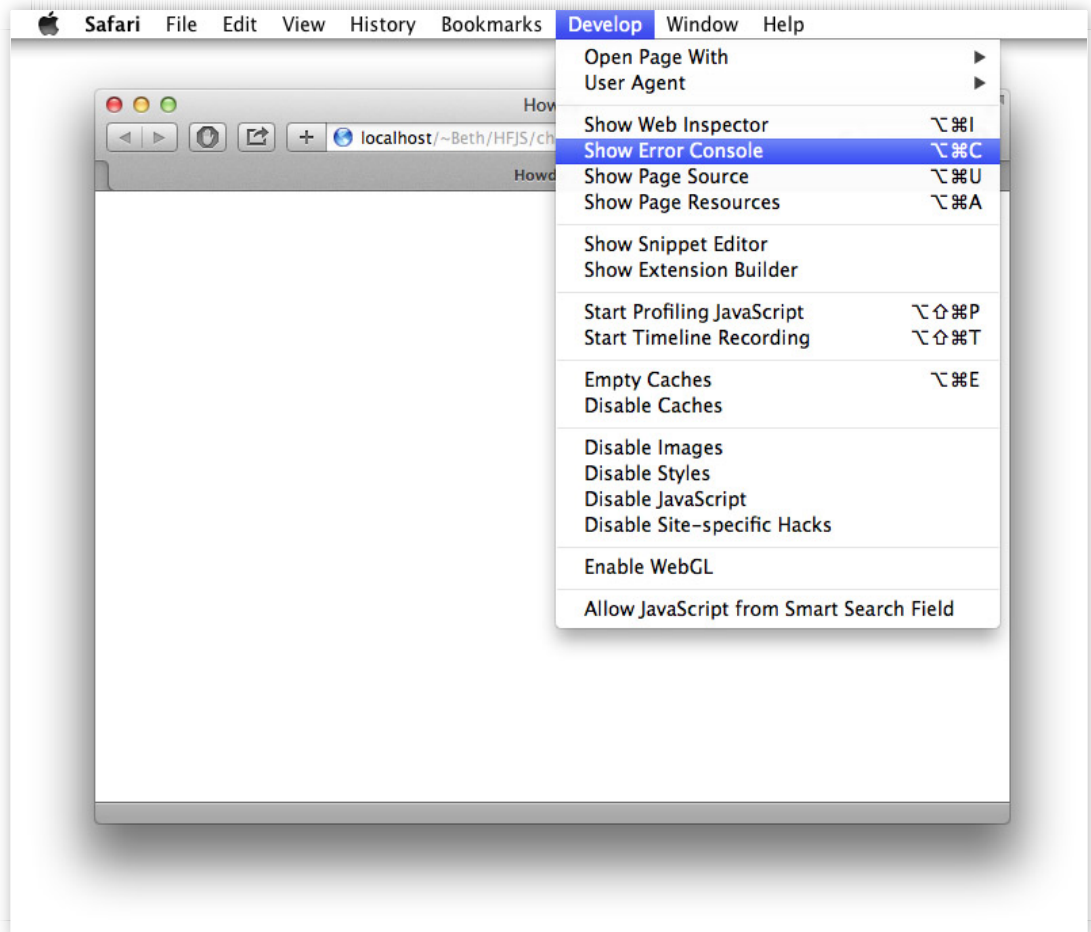 Safari File Edit View History Bookmarks Develop Window Help
Open Page With
User Agent
Show Web Inspector ⌥⌘I
Show Error Console ⌥⌘C
Show Page Source ⌥⌘U
Show Page Resources ⌥⌘A
Show Snippet Editor
Show Extension Builder
Start Profiling JavaScript ⌥⇧⌘P
Start Timeline Recording ⌥⇧⌘T
Empty Caches ⌥⌘E
Disable Caches
Disable Images
Disable Styles
Disable JavaScript
Disable Site-specific Hacks
Enable WebGL
Allow JavaScript from Smart Search Field
How
localhost/~Beth/HFJS/ch
Howd